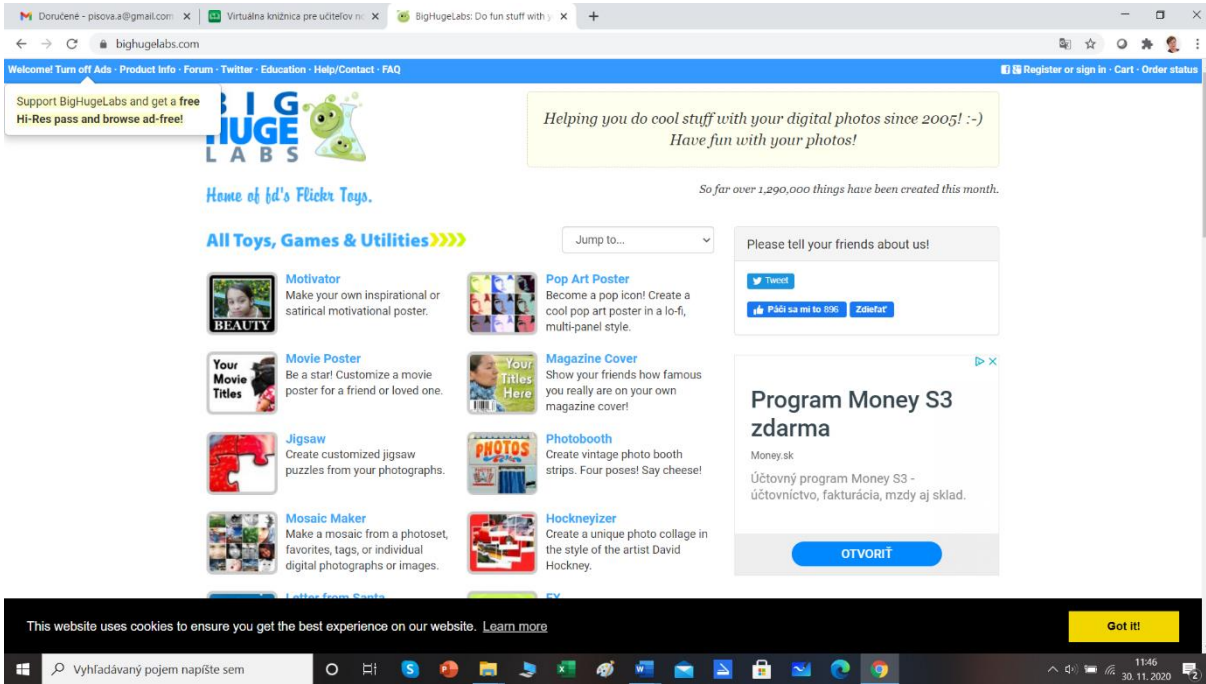 Doručené - pisova.a@gmail.com
Virtuálna knižnica pre učiteľov nc
BigHugeLabs: Do fun stuff with y
bighugelabs.com
Welcome! Turn off Ads · Product Info · Forum · Twitter · Education · Help/Contact · FAQ
Register or sign in · Cart · Order status
Support BigHugeLabs and get a free
Hi-Res pass and browse ad-free!
BIG
HUGE
LABS
Helping you do cool stuff with your digital photos since 2005! :-)
Have fun with your photos!
Home of fd's Flickr Toys.
So far over 1,290,000 things have been created this month.
All Toys, Games & Utilities
Jump to...
Please tell your friends about us!
Tweet
Páči sa mi to 896
Zdieľať
Motivator
Make your own inspirational or
satirical motivational poster.
BEAUTY
Pop Art Poster
Become a pop icon! Create a
cool pop art poster in a lo-fi,
multi-panel style.
Your
Movie
Titles
Movie Poster
Be a star! Customize a movie
poster for a friend or loved one.
Your
Titles
Here
Magazine Cover
Show your friends how famous
you really are on your own
magazine cover!
Jigsaw
Create customized jigsaw
puzzles from your photographs.
PHOTOS
Photobooth
Create vintage photo booth
strips. Four poses! Say cheese!
Mosaic Maker
Make a mosaic from a photoset,
favorites, tags, or individual
digital photographs or images.
Hockneyizer
Create a unique photo collage in
the style of the artist David
Hockney.
Letter from Santa
FX
Program Money S3
zdarma
Money.sk
Účtovný program Money S3 -
účtovníctvo, fakturácia, mzdy aj sklad.
OTVORIŤ
This website uses cookies to ensure you get the best experience on our website. Learn more
Got it!
Vyhľadávaný pojem napíšte sem
11:46
30. 11. 2020
2